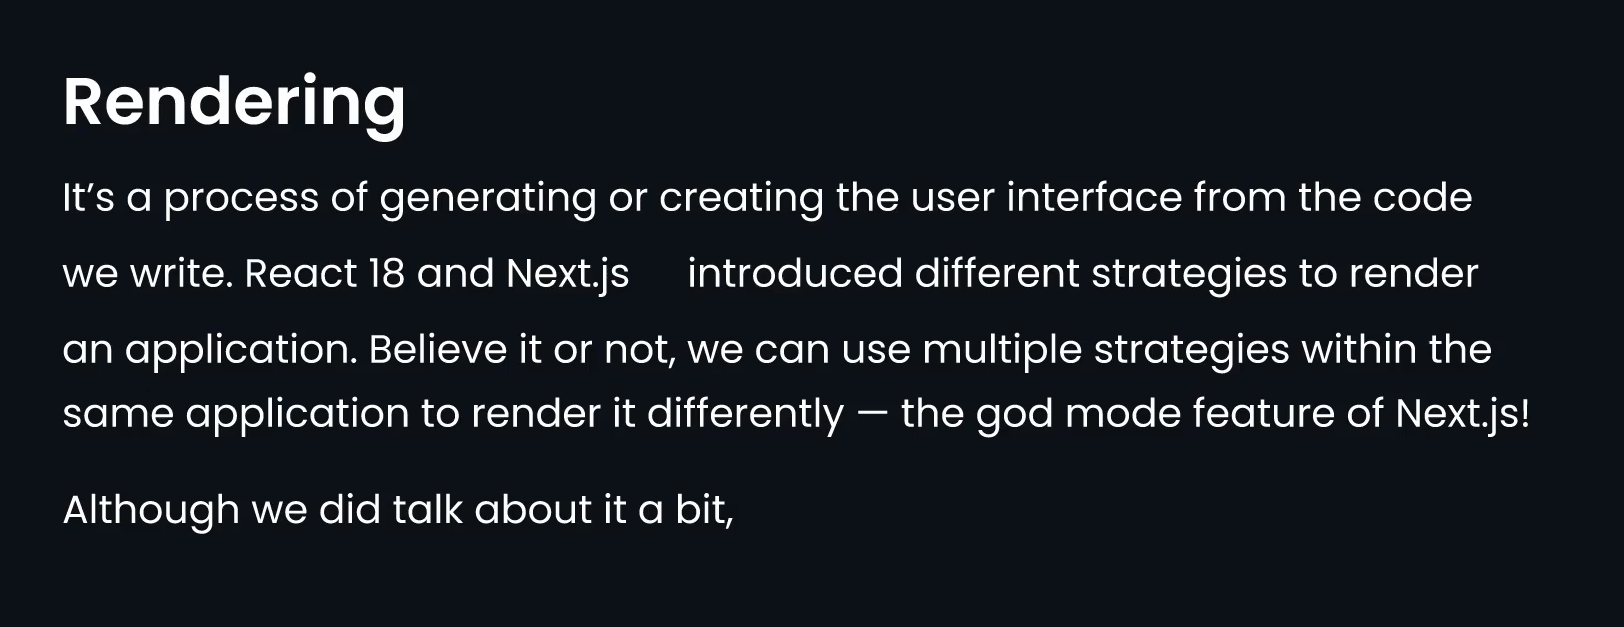 Rendering
It’s a process of generating or creating the user interface from the code
we write. React 18 and Next.js introduced different strategies to render
an application. Believe it or not, we can use multiple strategies within the
same application to render it differently — the god mode feature of Next.js!
Although we did talk about it a bit,